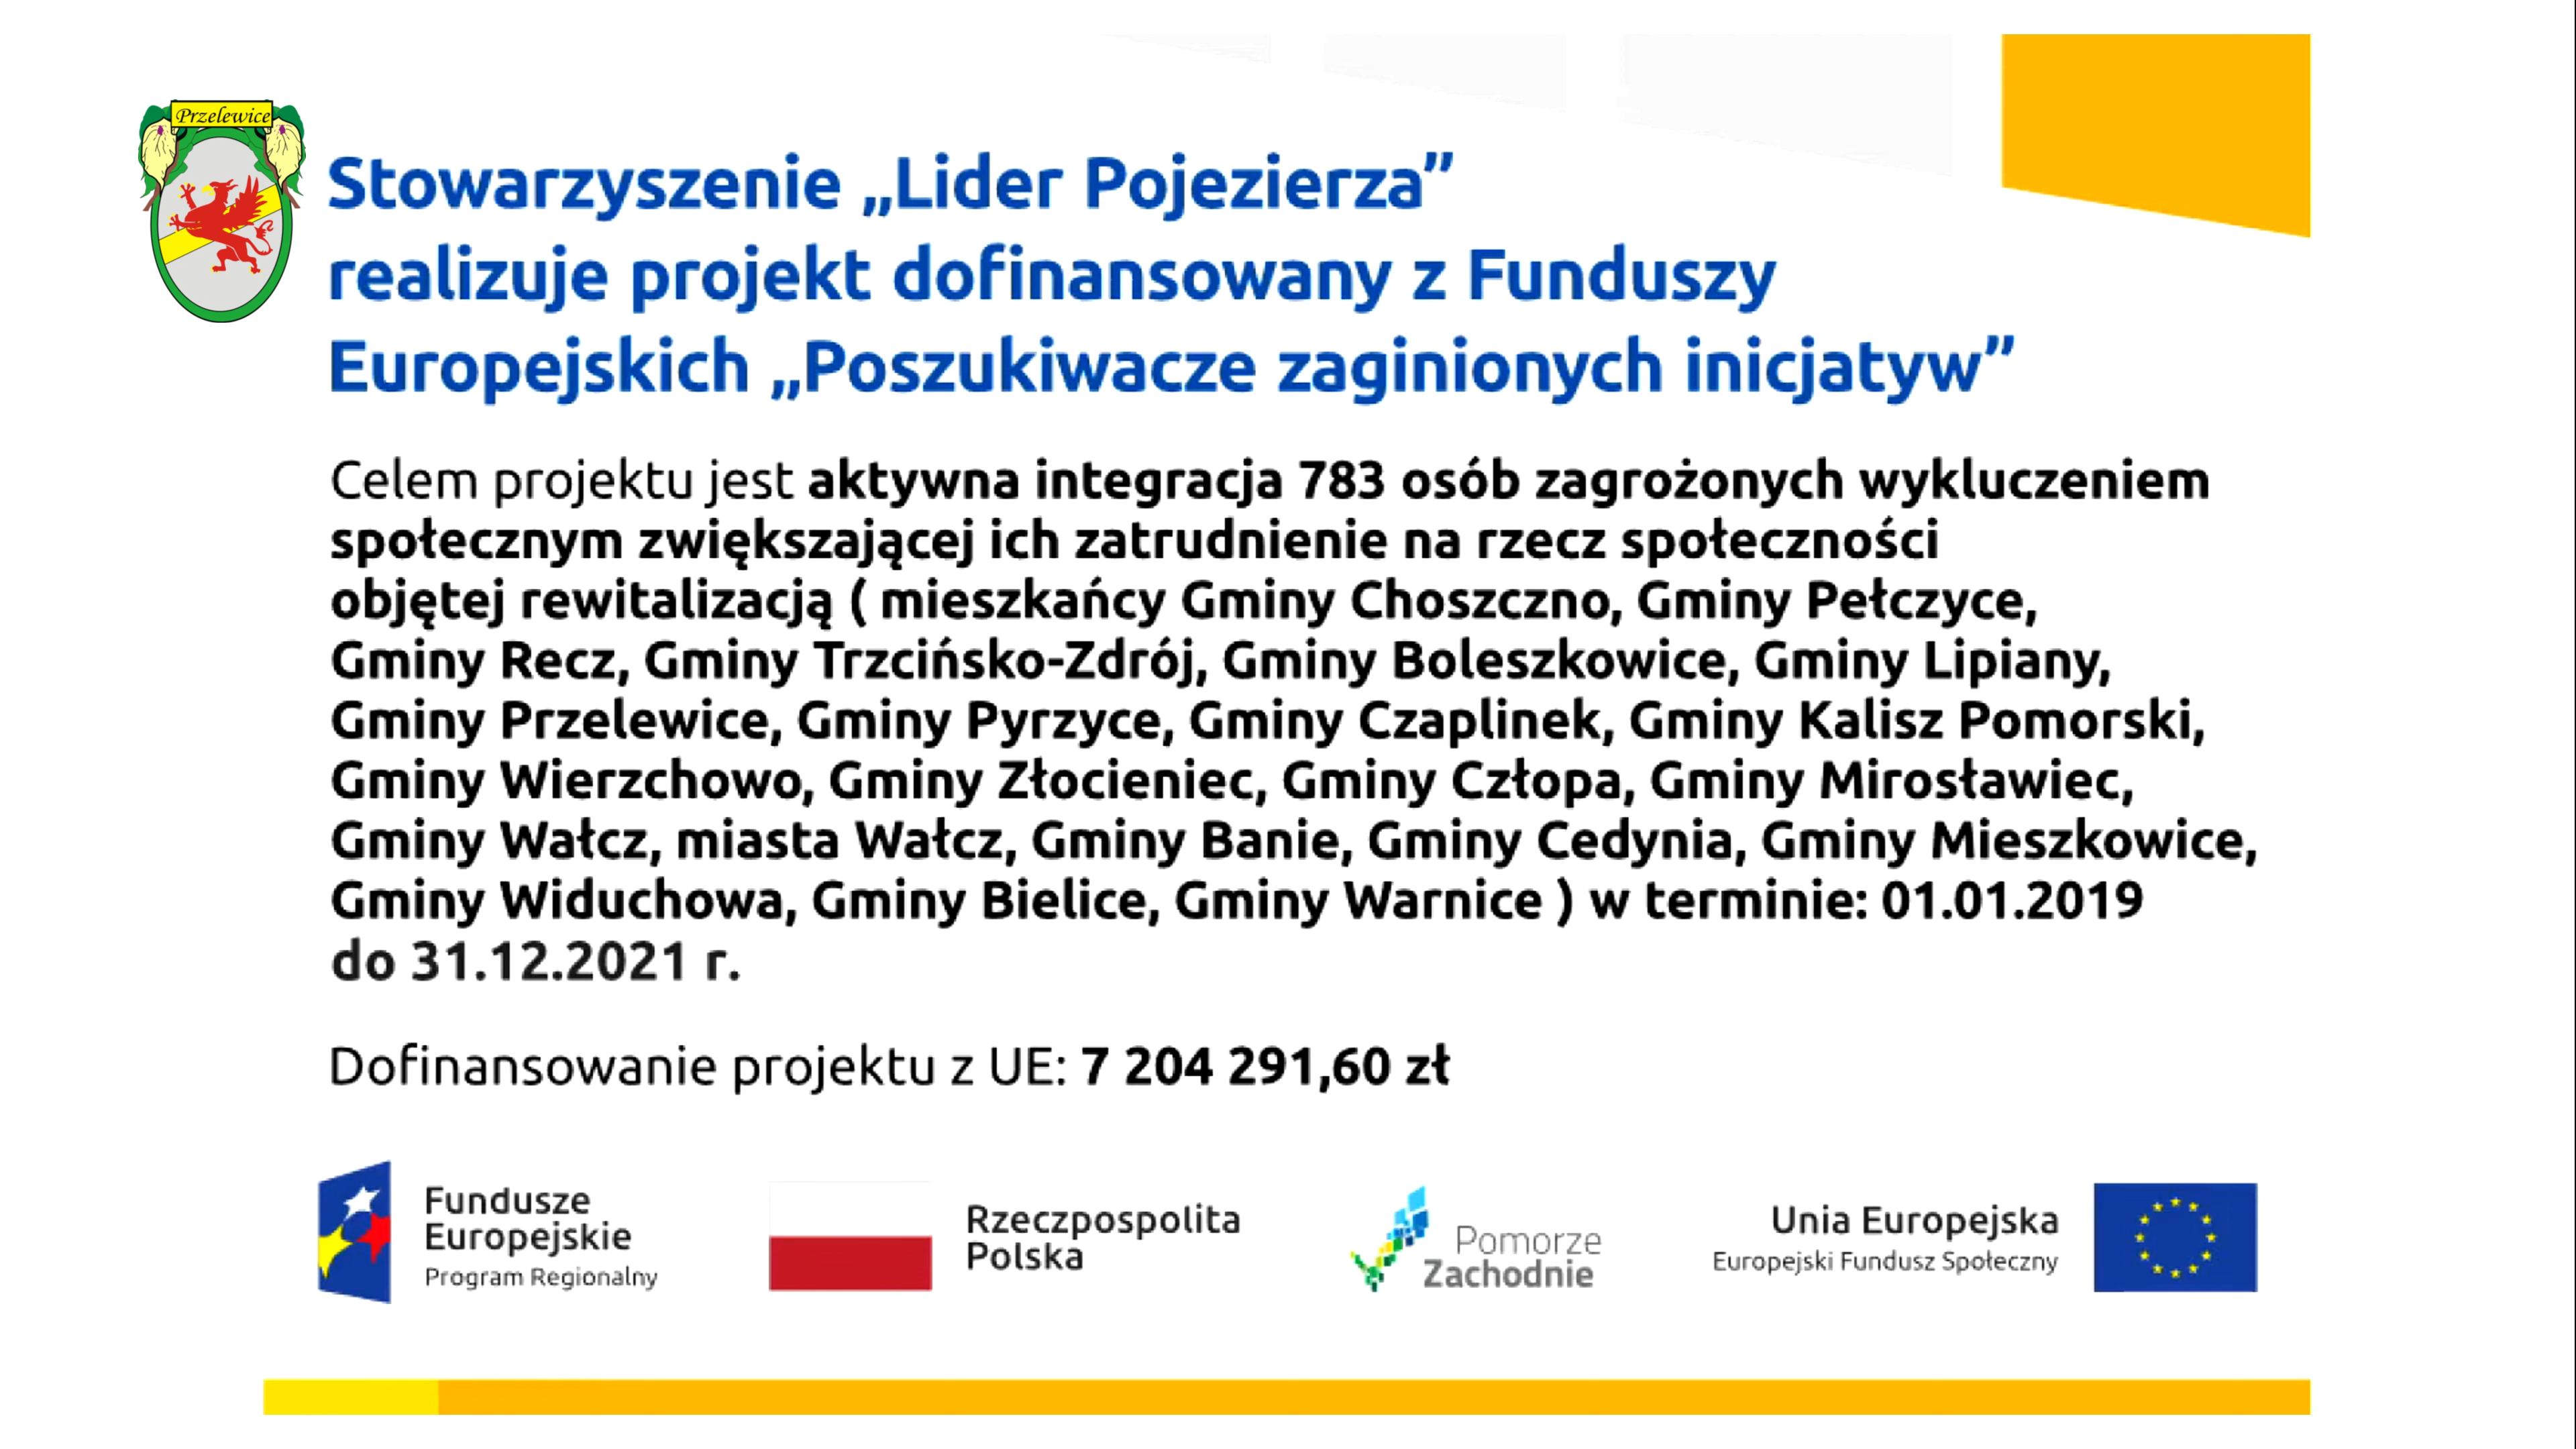 Przelewice
Stowarzyszenie „Lider Pojezierza”
realizuje projekt dofinansowany z Funduszy
Europejskich „Poszukiwacze zaginionych inicjatyw”
Celem projektu jest aktywna integracja 783 osób zagrożonych wykluczeniem
społecznym zwiększającej ich zatrudnienie na rzecz społeczności
objętej rewitalizacją ( mieszkańcy Gminy Choszczno, Gminy Pełczyce,
Gminy Recz, Gminy Trzcińsko-Zdrój, Gminy Boleszkowice, Gminy Lipiany,
Gminy Przelewice, Gminy Pyrzyce, Gminy Czaplinek, Gminy Kalisz Pomorski,
Gminy Wierzchowo, Gminy Złocieniec, Gminy Człopa, Gminy Mirosławiec,
Gminy Wałcz, miasta Wałcz, Gminy Banie, Gminy Cedynia, Gminy Mieszkowice,
Gminy Widuchowa, Gminy Bielice, Gminy Warnice ) w terminie: 01.01.2019
do 31.12.2021 r.
Dofinansowanie projektu z UE: 7 204 291,60 zł
Fundusze
Europejskie
Program Regionalny
Rzeczpospolita
Polska
Pomorze
Zachodnie
Unia Europejska
Europejski Fundusz Społeczny